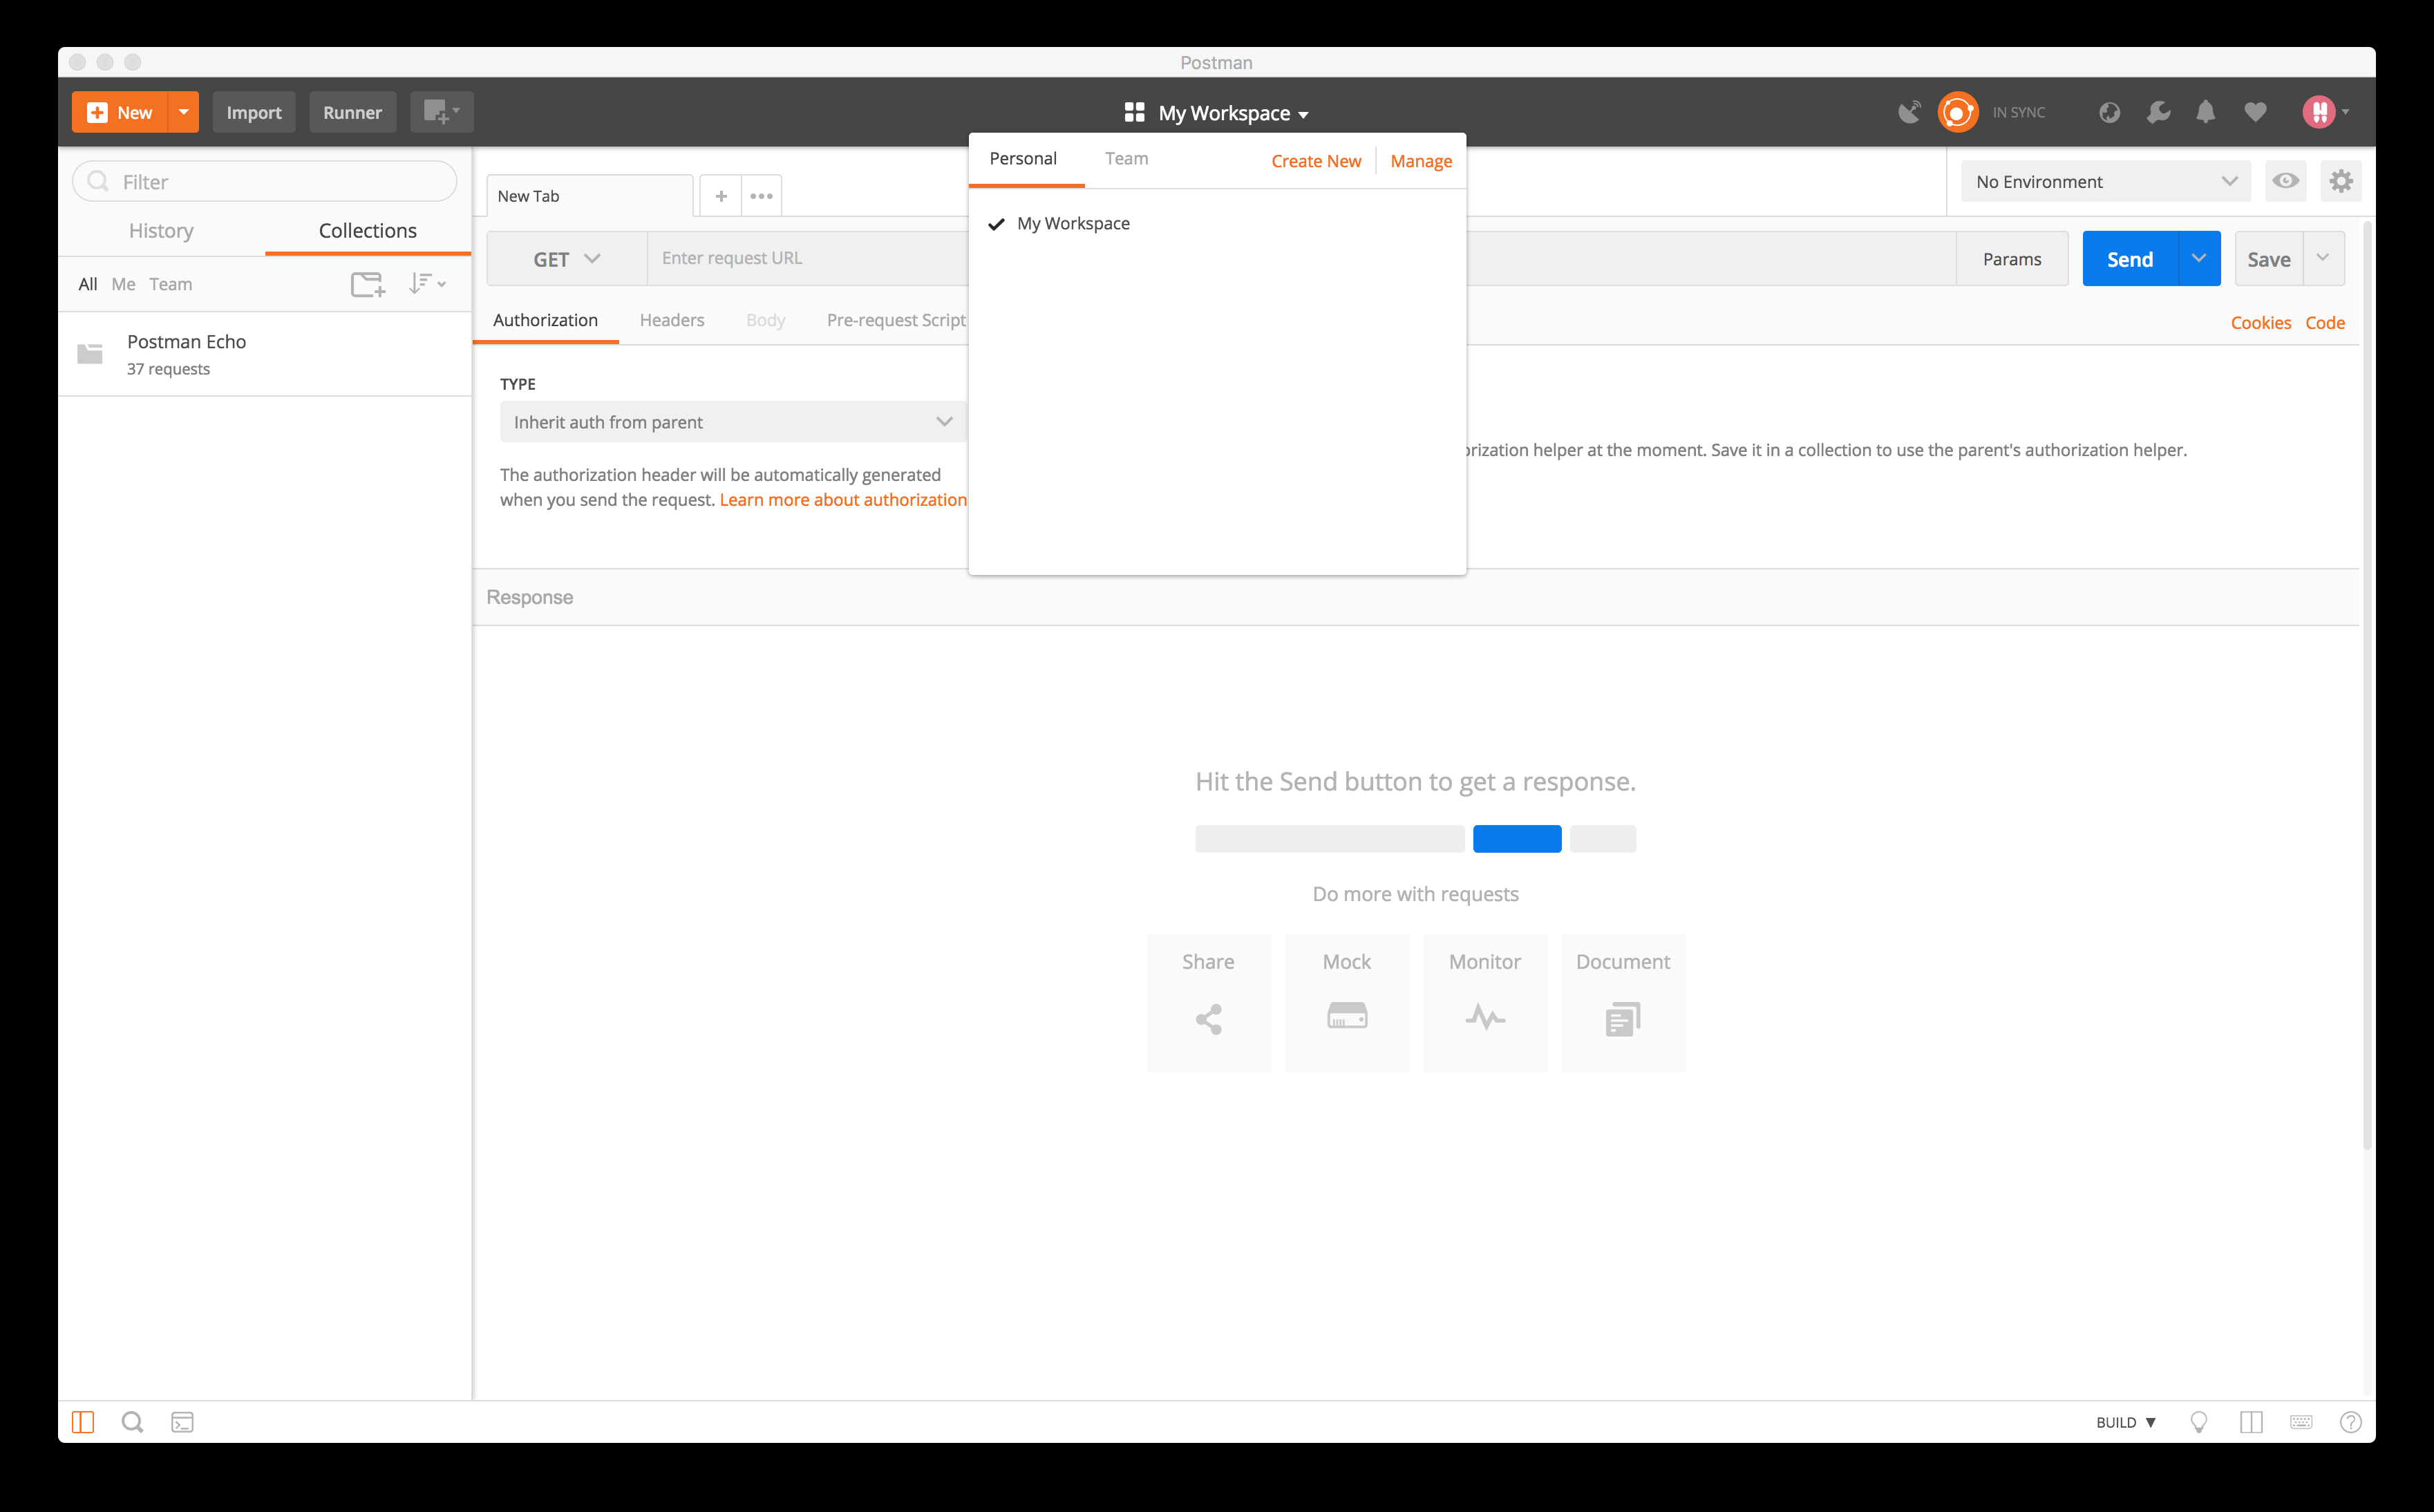 Postman
New
Import
Runner
My Workspace
IN SYNC
Filter
History
Collections
All Me Team
Postman Echo
37 requests
New Tab
Personal
Team
Create New
Manage
My Workspace
No Environment
GET
Enter request URL
Params
Send
Save
Authorization
Headers
Body
Pre-request Script
Cookies
Code
TYPE
Inherit auth from parent
The authorization header will be automatically generated
when you send the request. Learn more about authorization
helper at the moment. Save it in a collection to use the parent's authorization helper.
Response
Hit the Send button to get a response.
Do more with requests
Share
Mock
Monitor
Document
BUILD